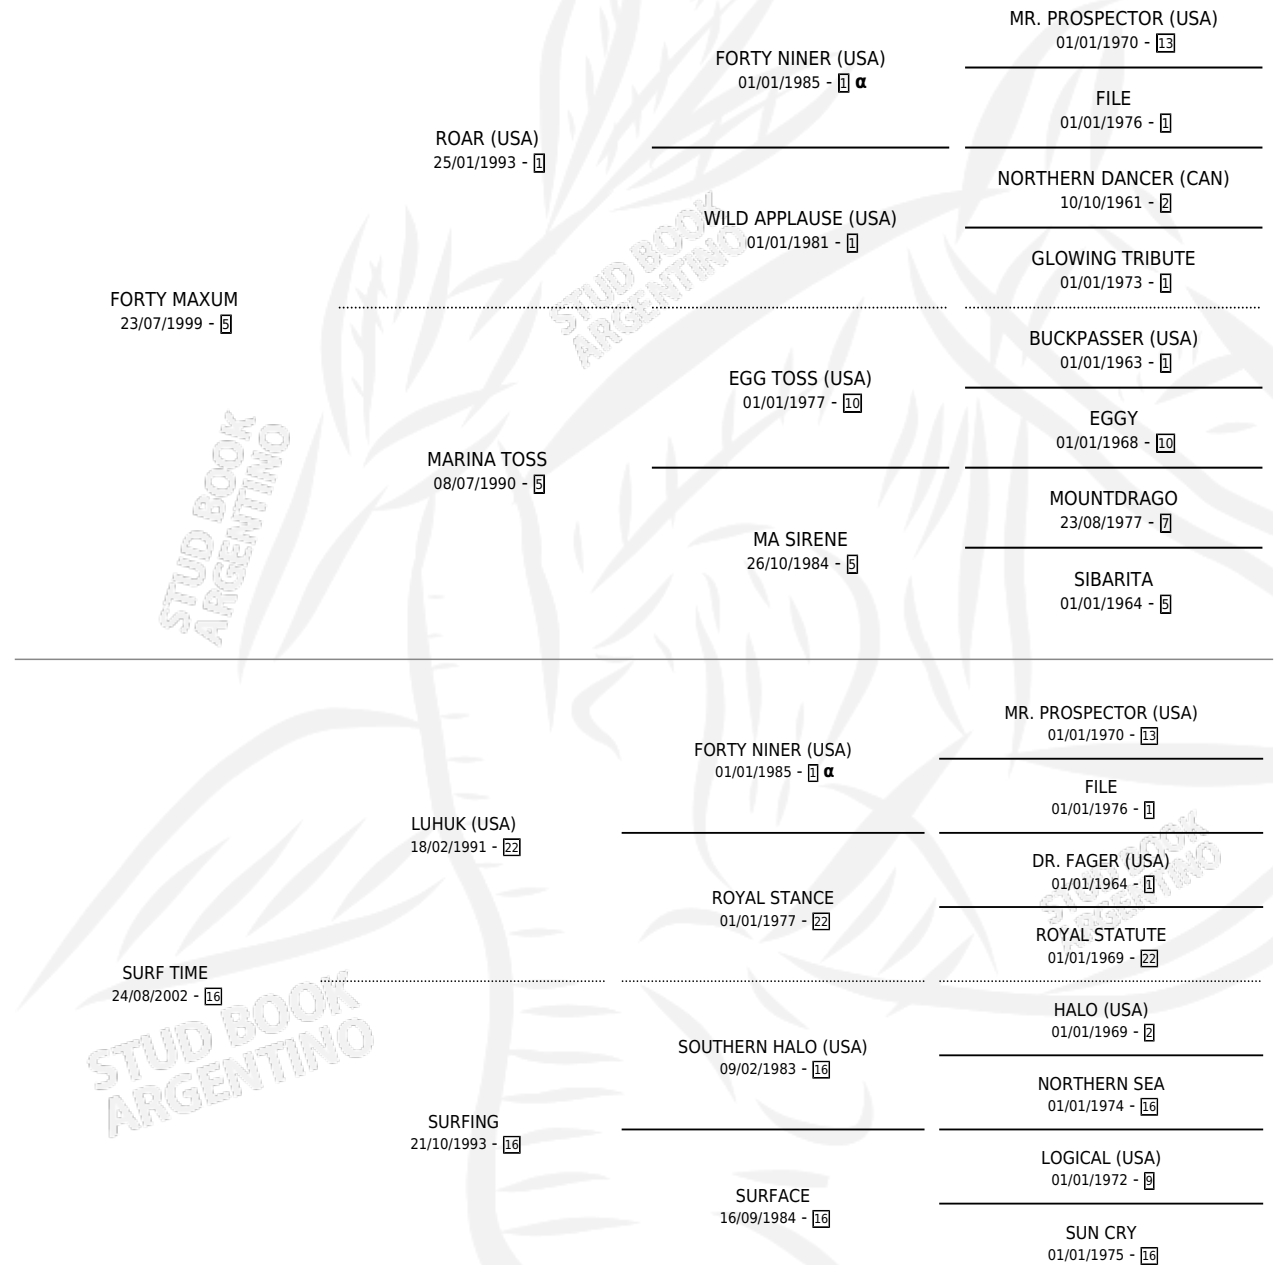 MR. PROSPECTOR (USA)
01/01/1970 - 13
FORTY NINER (USA)
01/01/1985 - 1 α
FILE
01/01/1976 - 1
ROAR (USA)
25/01/1993 - 1
NORTHERN DANCER (CAN)
10/10/1961 - 2
WILD APPLAUSE (USA)
01/01/1981 - 1
GLOWING TRIBUTE
01/01/1973 - 1
FORTY MAXUM
23/07/1999 - 5
BUCKPASSER (USA)
01/01/1963 - 1
EGG TOSS (USA)
01/01/1977 - 10
EGGY
01/01/1968 - 10
MARINA TOSS
08/07/1990 - 5
MOUNTDRAGO
23/08/1977 - 7
MA SIRENE
26/10/1984 - 5
SIBARITA
01/01/1964 - 5
STUD BOOK
ARGENTINO
STUD BOOK
ARGENTINO
MR. PROSPECTOR (USA)
01/01/1970 - 13
FORTY NINER (USA)
01/01/1985 - 1 α
FILE
01/01/1976 - 1
LUHUK (USA)
18/02/1991 - 22
DR. FAGER (USA)
01/01/1964 - 1
ROYAL STANCE
01/01/1977 - 22
ROYAL STATUTE
01/01/1969 - 22
SURF TIME
24/08/2002 - 16
HALO (USA)
01/01/1969 - 2
SOUTHERN HALO (USA)
09/02/1983 - 16
NORTHERN SEA
01/01/1974 - 16
SURFING
21/10/1993 - 16
LOGICAL (USA)
01/01/1972 - 9
SURFACE
16/09/1984 - 16
SUN CRY
01/01/1975 - 16
STUD BOOK
ARGENTINO
STUD BOOK
ARGENTINO